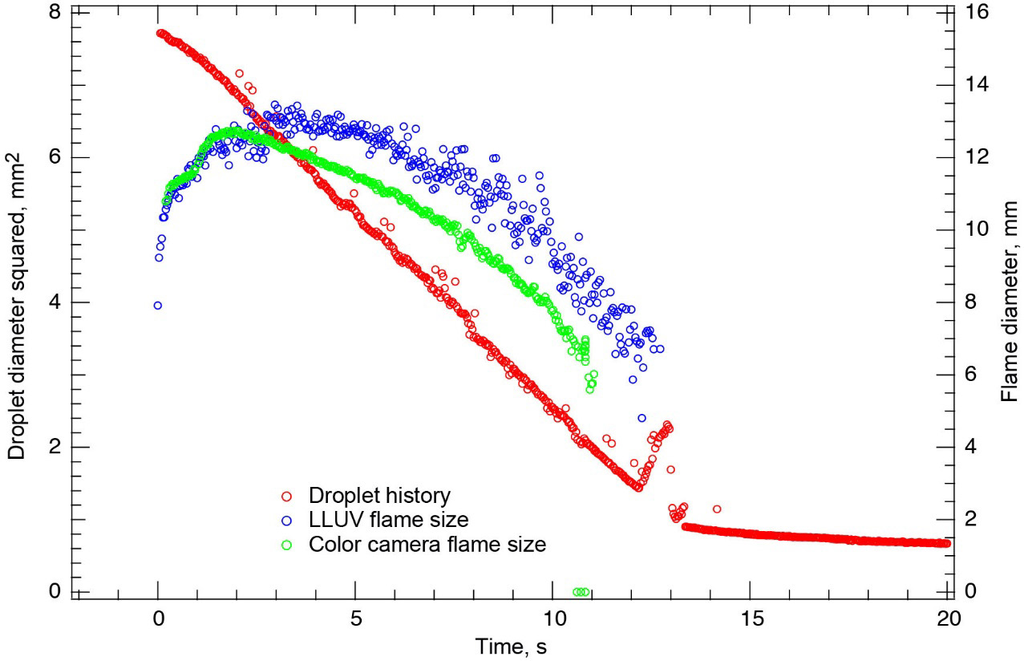 8
6
4
2
0
Droplet diameter squared, mm2
16
14
12
10
8
6
4
2
0
Flame diameter, mm
Droplet history
LLUV flame size
Color camera flame size
0 5 10 15 20
Time, s